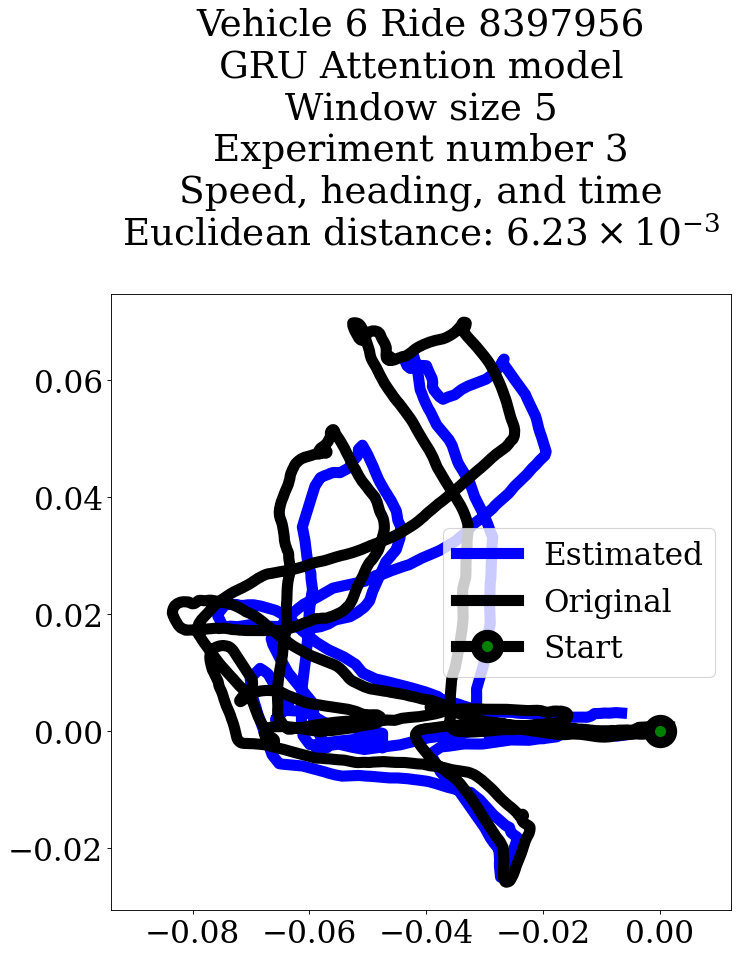 Vehicle 6 Ride 8397956
GRU Attention model
Window size 5
Experiment number 3
Speed, heading, and time
Euclidean distance: 6.23 × 10⁻³
0.06
0.04
0.02
0.00
−0.02
Estimated
Original
Start
−0.08 −0.06 −0.04 −0.02 0.00